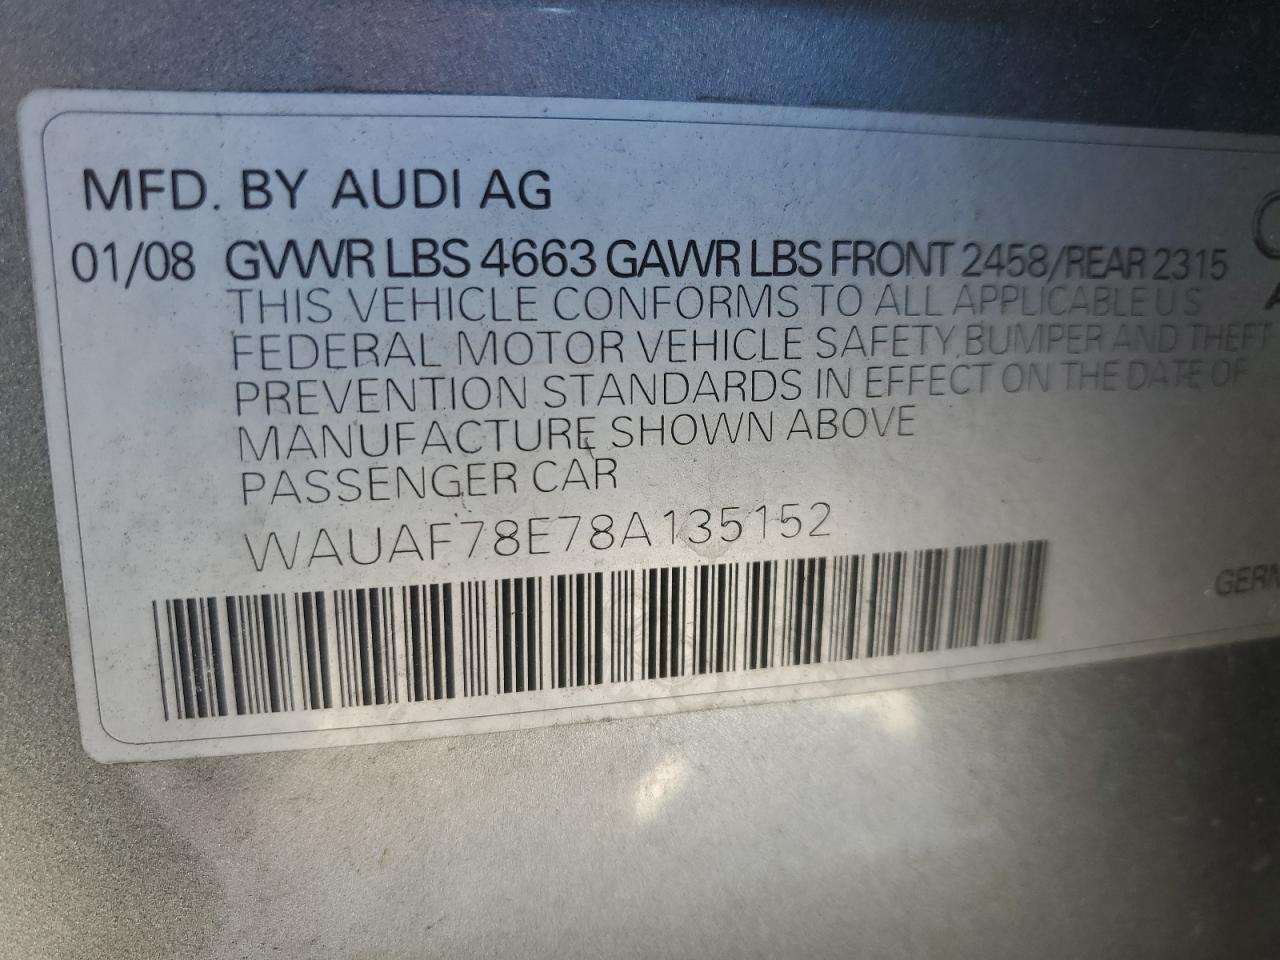 MFD. BY AUDI AG
01/08 GVWR LBS 4663 GAWR LBS FRONT 2458/REAR 2315
THIS VEHICLE CONFORMS TO ALL APPLICABLE US
FEDERAL MOTOR VEHICLE SAFETY, BUMPER AND THEFT
PREVENTION STANDARDS IN EFFECT ON THE DATE OF
MANUFACTURE SHOWN ABOVE
PASSENGER CAR
WAUAF78E78A135152